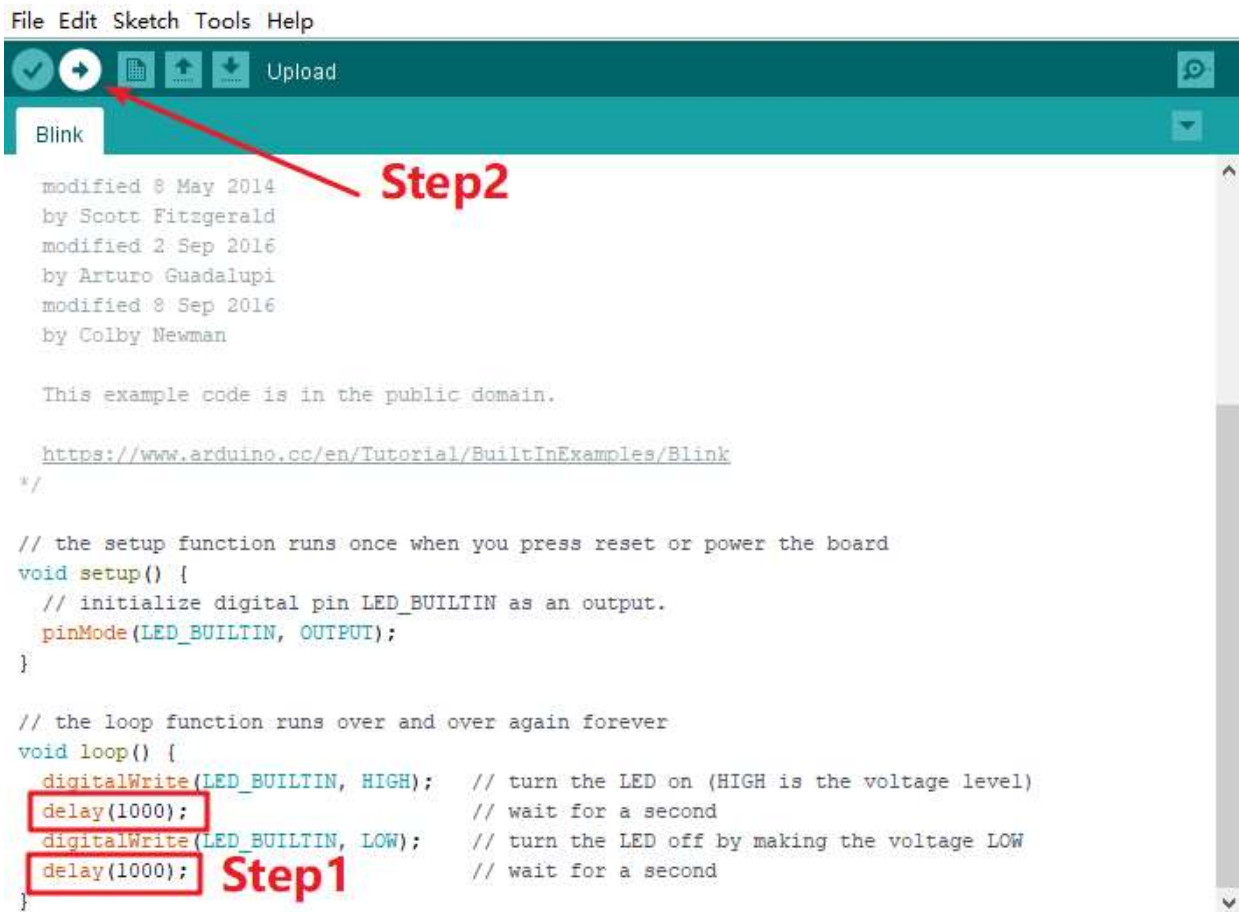 File Edit Sketch Tools Help
Upload
Blink
Step2
modified 8 May 2014
by Scott Fitzgerald
modified 2 Sep 2016
by Arturo Guadalupi
modified 8 Sep 2016
by Colby Newman
This example code is in the public domain.
https://www.arduino.cc/en/Tutorial/BuiltInExamples/Blink
*/
// the setup function runs once when you press reset or power the board
void setup() {
// initialize digital pin LED_BUILTIN as an output.
pinMode(LED_BUILTIN, OUTPUT);
}
// the loop function runs over and over again forever
void loop() {
digitalWrite(LED_BUILTIN, HIGH); // turn the LED on (HIGH is the voltage level)
delay(1000); // wait for a second
digitalWrite(LED_BUILTIN, LOW); // turn the LED off by making the voltage LOW
delay(1000); Step1 // wait for a second
}